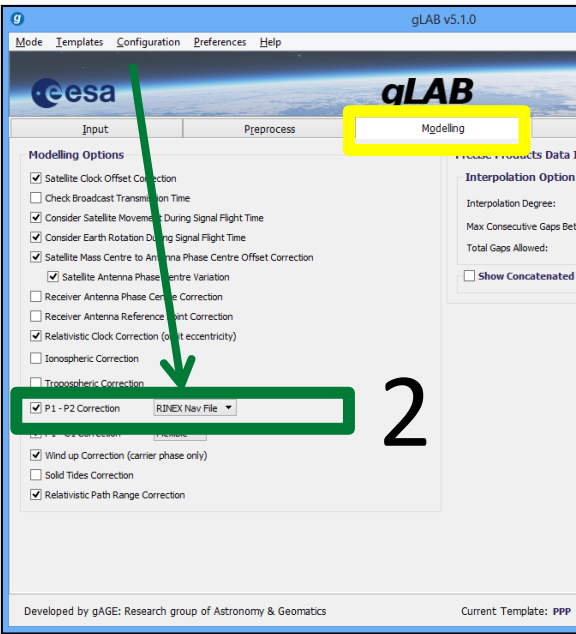 gLAB v5.1.0
Mode Templates Configuration Preferences Help
eesa
gLAB
Input Preprocess Modelling
Modelling Options
Satellite Clock Offset Correction
Check Broadcast Transmission Time
Consider Satellite Movement During Signal Flight Time
Consider Earth Rotation During Signal Flight Time
Satellite Mass Centre to Antenna Phase Centre Offset Correction
Satellite Antenna Phase Centre Variation
Receiver Antenna Phase Centre Correction
Receiver Antenna Reference Point Correction
Relativistic Clock Correction (orbit eccentricity)
Ionospheric Correction
Tropospheric Correction
P1 - P2 Correction RINEX Nav File
P1 - C1 Correction Flexible
Wind up Correction (carrier phase only)
Solid Tides Correction
Relativistic Path Range Correction
2
Precise Products Data I
Interpolation Option
Interpolation Degree:
Max Consecutive Gaps Bet
Total Gaps Allowed:
Show Concatenated
Developed by gAGE: Research group of Astronomy & Geomatics
Current Template: PPP